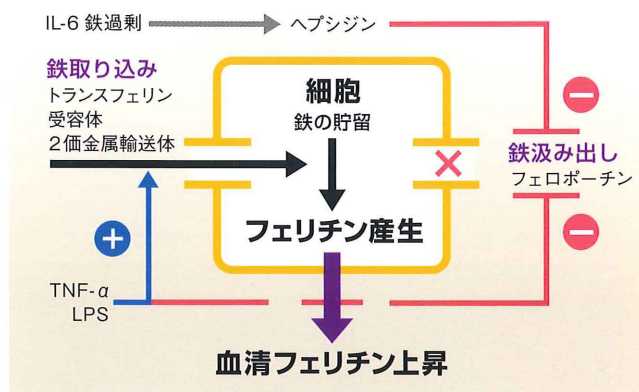 IL-6 鉄過剰
ヘプシジン
鉄取り込み
トランスフェリン
受容体
2価金属輸送体
細胞
鉄の貯留
鉄汲み出し
フェロポーチン
フェリチン産生
TNF-α
LPS
血清フェリチン上昇